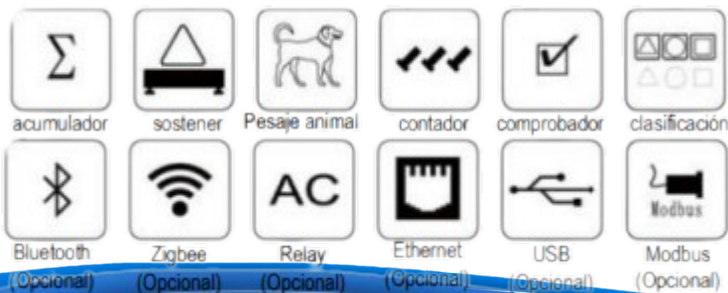 Σ
acumulador
sostener
Pesaje animal
contador
comprobador
clasificación
AC
Modbus
Bluetooth
(Opcional)
Zigbee
(Opcional)
Relay
(Opcional)
Ethernet
(Opcional)
USB
(Opcional)
Modbus
(Opcional)